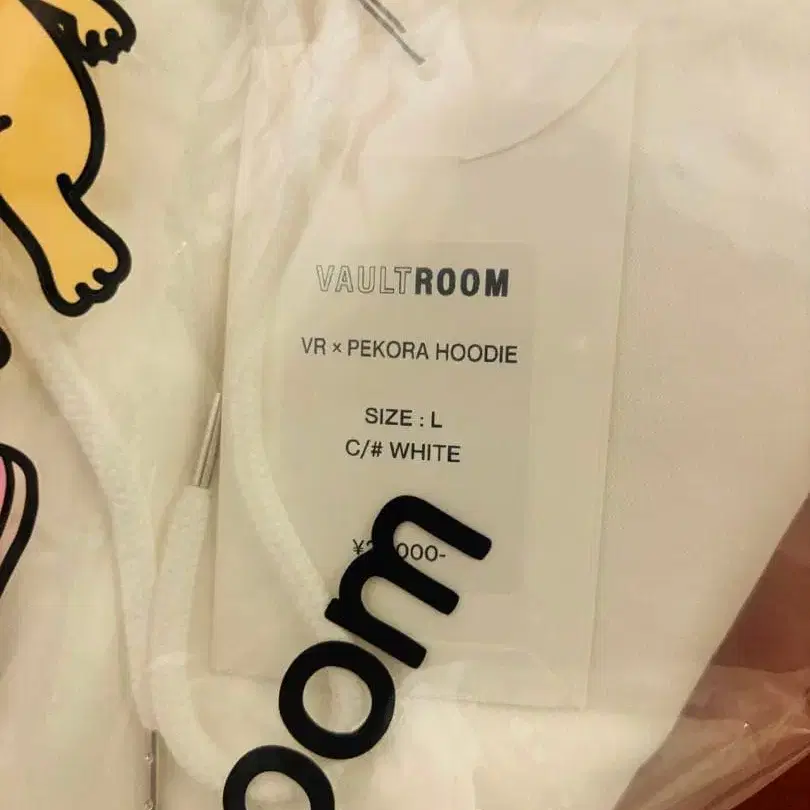 VAULTROOM
VR × PEKORA HOODIE
SIZE : L
C/# WHITE
oom